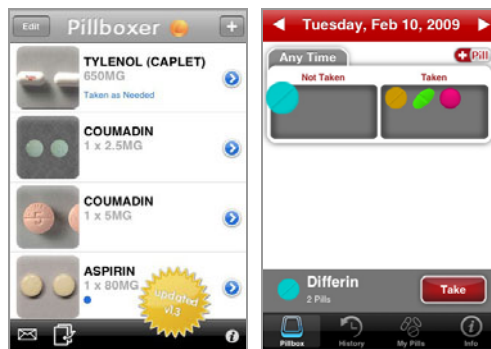 Edit
Pillboxer
+
TYLENOL (CAPLET)
650MG
Taken as Needed
COUMADIN
1 x 2.5MG
COUMADIN
1 x 5MG
5
ASPIRIN
1 x 80MG
updated
v1.3
Tuesday, Feb 10, 2009
Any Time
Pill
Not Taken
Taken
Differin
2 Pills
Take
Pillbox
History
My Pills
Info